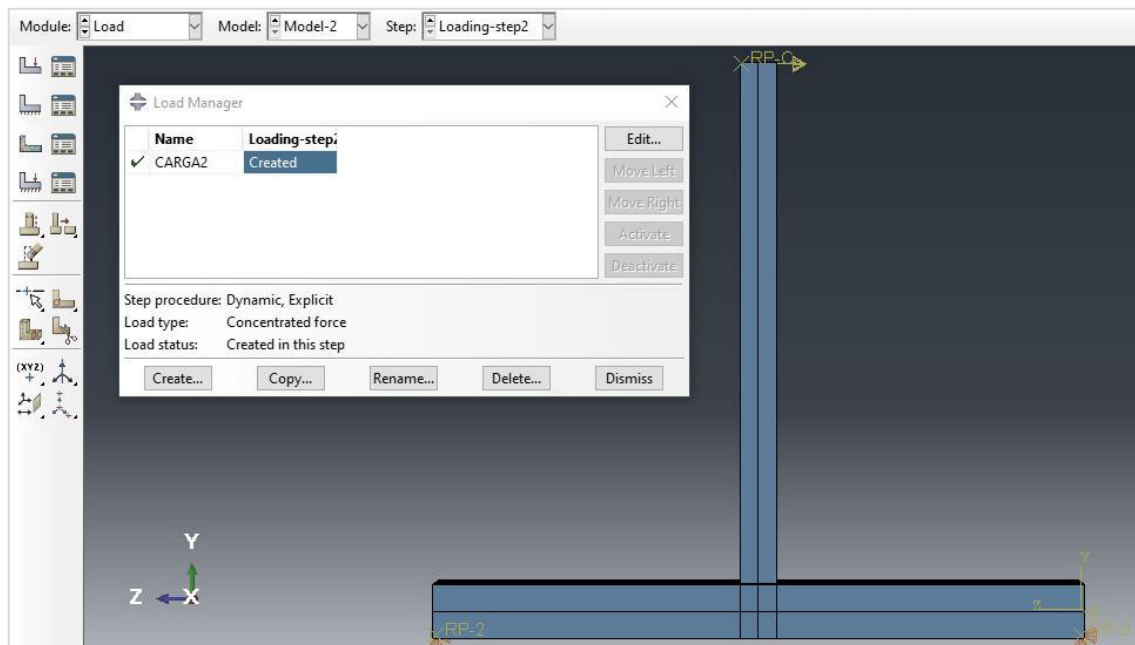 Module: Load Model: Model-2 Step: Loading-step2
RP-C
Load Manager
Name Loading-step2
CARGA2 Created
Edit...
Move Left
Move Right
Activate
Deactivate
Step procedure: Dynamic, Explicit
Load type: Concentrated force
Load status: Created in this step
Create... Copy... Rename... Delete... Dismiss
(XYZ)
Y
Z X
Y
Z
RP-2